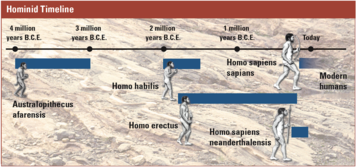 Hominid Timeline
4 million
years B.C.E.
3 million
years B.C.E.
2 million
years B.C.E.
1 million
years B.C.E.
Today
Australopithecus
afarensis
Homo habilis
Homo erectus
Homo sapiens
sapiens
Homo sapiens
neanderthalensis
Modern
humans